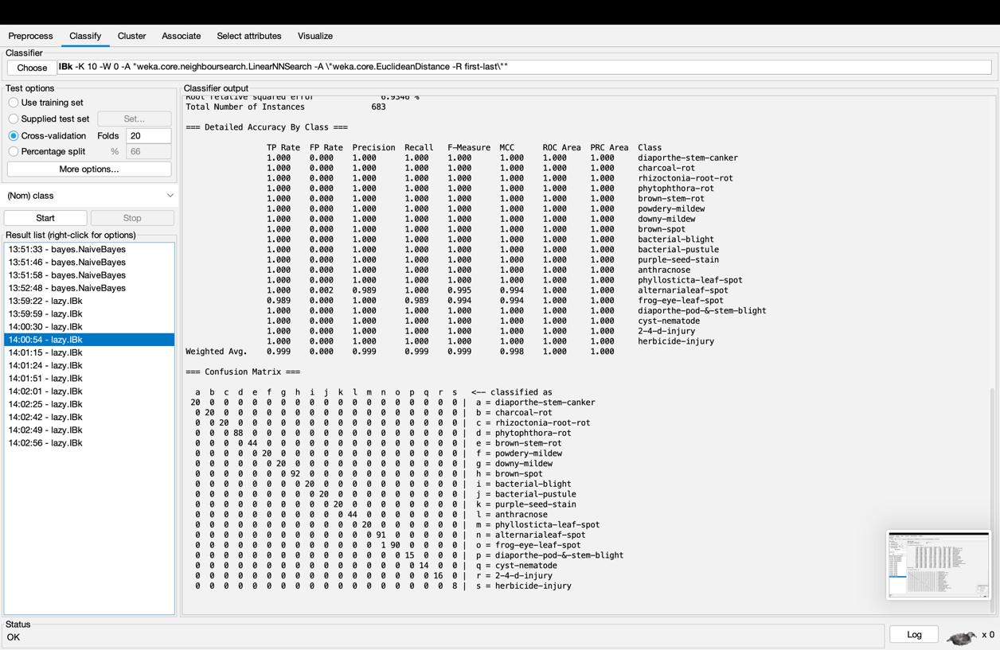 Preprocess Classify Cluster Associate Select attributes Visualize
Classifier
Choose IBk -K 10 -W 0 -A "weka.core.neighboursearch.LinearNNSearch -A \"weka.core.EuclideanDistance -R first-last\""
Test options
Use training set
Supplied test set Set...
Cross-validation Folds 20
Percentage split % 66
More options...
(Nom) class
Start Stop
Result list (right-click for options)
13:51:33 - bayes.NaiveBayes
13:51:46 - bayes.NaiveBayes
13:51:58 - bayes.NaiveBayes
13:52:48 - bayes.NaiveBayes
13:59:22 - lazy.IBk
13:59:59 - lazy.IBk
14:00:30 - lazy.IBk
14:00:54 - lazy.IBk
14:01:15 - lazy.IBk
14:01:24 - lazy.IBk
14:01:51 - lazy.IBk
14:02:01 - lazy.IBk
14:02:25 - lazy.IBk
14:02:42 - lazy.IBk
14:02:49 - lazy.IBk
14:02:56 - lazy.IBk
Classifier output
Root relative squared error 6.9346 %
Total Number of Instances 683
=== Detailed Accuracy By Class ===
TP Rate FP Rate Precision Recall F-Measure MCC ROC Area PRC Area Class
1.000 0.000 1.000 1.000 1.000 1.000 1.000 1.000 diaporthe-stem-canker
1.000 0.000 1.000 1.000 1.000 1.000 1.000 1.000 charcoal-rot
1.000 0.000 1.000 1.000 1.000 1.000 1.000 1.000 rhizoctonia-root-rot
1.000 0.000 1.000 1.000 1.000 1.000 1.000 1.000 phytophthora-rot
1.000 0.000 1.000 1.000 1.000 1.000 1.000 1.000 brown-stem-rot
1.000 0.000 1.000 1.000 1.000 1.000 1.000 1.000 powdery-mildew
1.000 0.000 1.000 1.000 1.000 1.000 1.000 1.000 downy-mildew
1.000 0.000 1.000 1.000 1.000 1.000 1.000 1.000 brown-spot
1.000 0.000 1.000 1.000 1.000 1.000 1.000 1.000 bacterial-blight
1.000 0.000 1.000 1.000 1.000 1.000 1.000 1.000 bacterial-pustule
1.000 0.000 1.000 1.000 1.000 1.000 1.000 1.000 purple-seed-stain
1.000 0.000 1.000 1.000 1.000 1.000 1.000 1.000 anthracnose
1.000 0.000 1.000 1.000 1.000 1.000 1.000 1.000 phyllosticta-leaf-spot
1.000 0.002 0.989 1.000 0.995 0.994 1.000 1.000 alternarialeaf-spot
0.989 0.000 1.000 0.989 0.994 0.994 1.000 1.000 frog-eye-leaf-spot
1.000 0.000 1.000 1.000 1.000 1.000 1.000 1.000 diaporthe-pod-&-stem-blight
1.000 0.000 1.000 1.000 1.000 1.000 1.000 1.000 cyst-nematode
1.000 0.000 1.000 1.000 1.000 1.000 1.000 1.000 2-4-d-injury
1.000 0.000 1.000 1.000 1.000 1.000 1.000 1.000 herbicide-injury
Weighted Avg. 0.999 0.000 0.999 0.999 0.999 0.998 1.000 1.000
=== Confusion Matrix ===
a b c d e f g h i j k l m n o p q r s <-- classified as
20 0 0 0 0 0 0 0 0 0 0 0 0 0 0 0 0 0 0 | a = diaporthe-stem-canker
0 20 0 0 0 0 0 0 0 0 0 0 0 0 0 0 0 0 0 | b = charcoal-rot
0 0 20 0 0 0 0 0 0 0 0 0 0 0 0 0 0 0 0 | c = rhizoctonia-root-rot
0 0 0 88 0 0 0 0 0 0 0 0 0 0 0 0 0 0 0 | d = phytophthora-rot
0 0 0 0 44 0 0 0 0 0 0 0 0 0 0 0 0 0 0 | e = brown-stem-rot
0 0 0 0 0 20 0 0 0 0 0 0 0 0 0 0 0 0 0 | f = powdery-mildew
0 0 0 0 0 0 20 0 0 0 0 0 0 0 0 0 0 0 0 | g = downy-mildew
0 0 0 0 0 0 0 92 0 0 0 0 0 0 0 0 0 0 0 | h = brown-spot
0 0 0 0 0 0 0 0 20 0 0 0 0 0 0 0 0 0 0 | i = bacterial-blight
0 0 0 0 0 0 0 0 0 20 0 0 0 0 0 0 0 0 0 | j = bacterial-pustule
0 0 0 0 0 0 0 0 0 0 20 0 0 0 0 0 0 0 0 | k = purple-seed-stain
0 0 0 0 0 0 0 0 0 0 0 44 0 0 0 0 0 0 0 | l = anthracnose
0 0 0 0 0 0 0 0 0 0 0 0 20 0 0 0 0 0 0 | m = phyllosticta-leaf-spot
0 0 0 0 0 0 0 0 0 0 0 0 0 91 0 0 0 0 0 | n = alternarialeaf-spot
0 0 0 0 0 0 0 0 0 0 0 0 0 1 90 0 0 0 0 | o = frog-eye-leaf-spot
0 0 0 0 0 0 0 0 0 0 0 0 0 0 0 15 0 0 0 | p = diaporthe-pod-&-stem-blight
0 0 0 0 0 0 0 0 0 0 0 0 0 0 0 0 14 0 0 | q = cyst-nematode
0 0 0 0 0 0 0 0 0 0 0 0 0 0 0 0 0 16 0 | r = 2-4-d-injury
0 0 0 0 0 0 0 0 0 0 0 0 0 0 0 0 0 0 8 | s = herbicide-injury
Status
OK
Log x 0